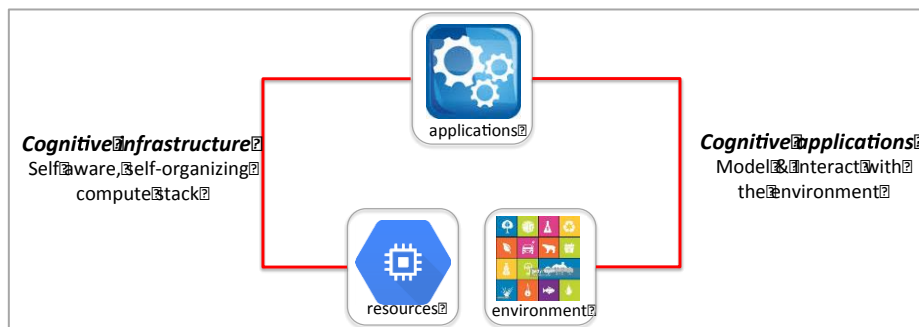 applications
Cognitive infrastructure
Self aware, self-organizing
compute stack
Cognitive applications
Model & Interact with
the environment
resources
environment